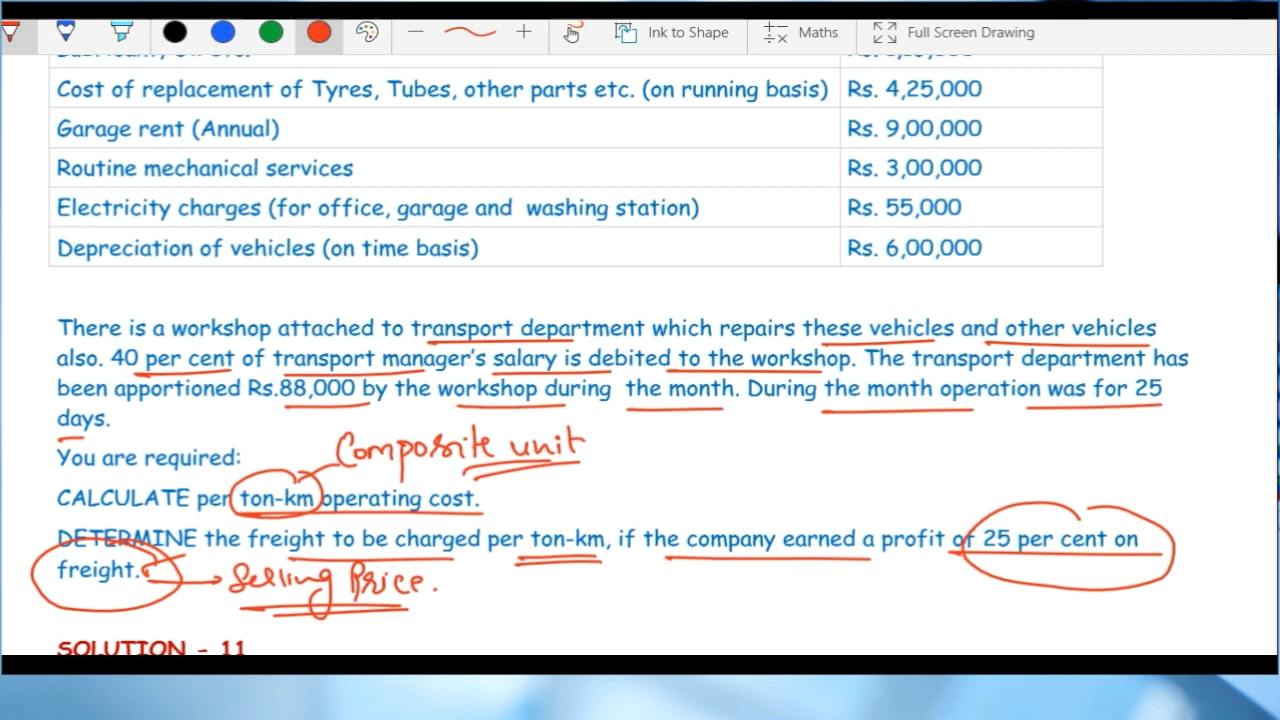 Ink to Shape Maths Full Screen Drawing
Cost of replacement of Tyres, Tubes, other parts etc. (on running basis) Rs. 4,25,000
Garage rent (Annual) Rs. 9,00,000
Routine mechanical services Rs. 3,00,000
Electricity charges (for office, garage and washing station) Rs. 55,000
Depreciation of vehicles (on time basis) Rs. 6,00,000
There is a workshop attached to transport department which repairs these vehicles and other vehicles
also. 40 per cent of transport manager's salary is debited to the workshop. The transport department has
been apportioned Rs.88,000 by the workshop during the month. During the month operation was for 25
days.
Composite unit
You are required:
CALCULATE per ton-km operating cost.
DETERMINE the freight to be charged per ton-km, if the company earned a profit of 25 per cent on
freight.
Selling Price.
SOLUTION - 11